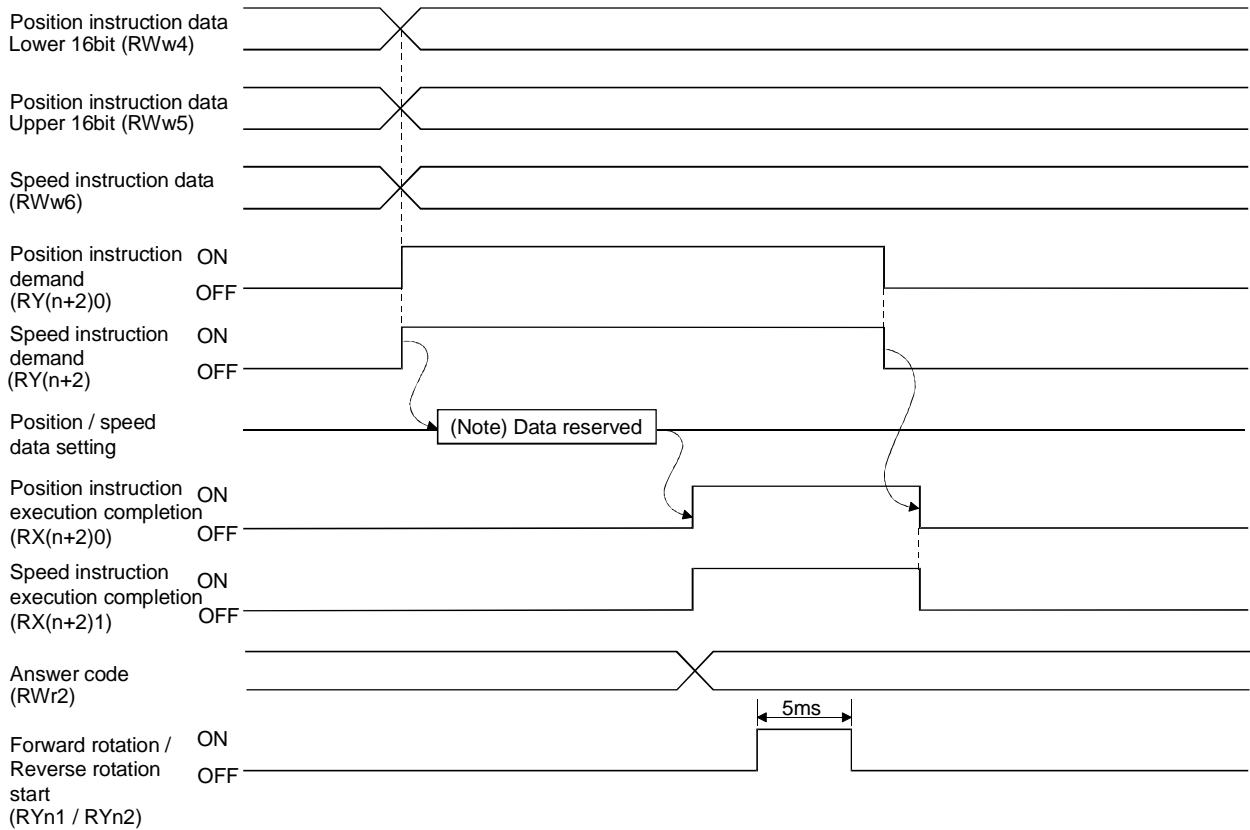 Position instruction data
Lower 16bit (RWw4)
Position instruction data
Upper 16bit (RWw5)
Speed instruction data
(RWw6)
Position instruction ON
demand
(RY(n+2)0) OFF
Speed instruction ON
demand
(RY(n+2) OFF
Position / speed
data setting
(Note) Data reserved
Position instruction ON
execution completion
(RX(n+2)0) OFF
Speed instruction ON
execution completion
(RX(n+2)1) OFF
Answer code
(RWr2)
5ms
Forward rotation / ON
Reverse rotation OFF
start
(RYn1 / RYn2)